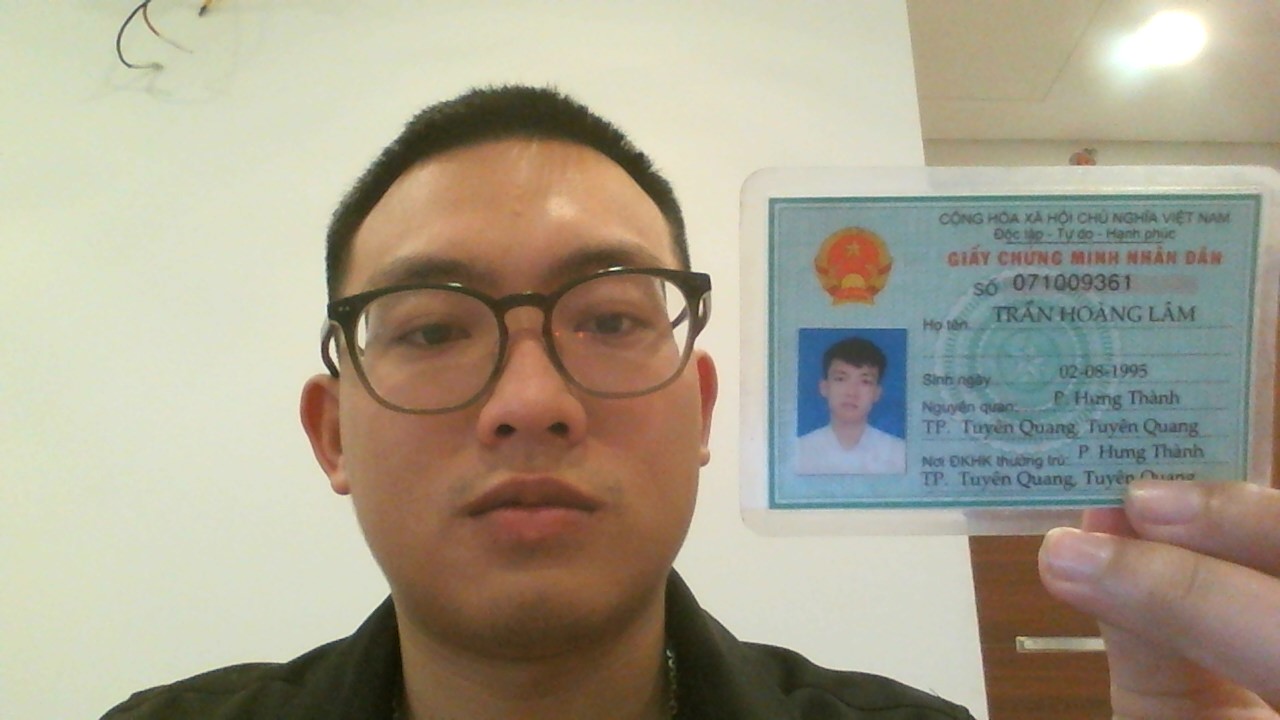 CỘNG HÒA XÃ HỘI CHỦ NGHĨA VIỆT NAM
Độc lập - Tự do - Hạnh phúc
GIẤY CHỨNG MINH NHÂN DÂN
SỐ 071009361
Họ tên TRẦN HOÀNG LÂM
Sinh ngày 02-08-1995
Nguyên quán: P. Hưng Thành
TP. Tuyên Quang, Tuyên Quang
Nơi ĐKHK thường trú: P Hưng Thành
TP. Tuyên Quang, Tuyên Quang